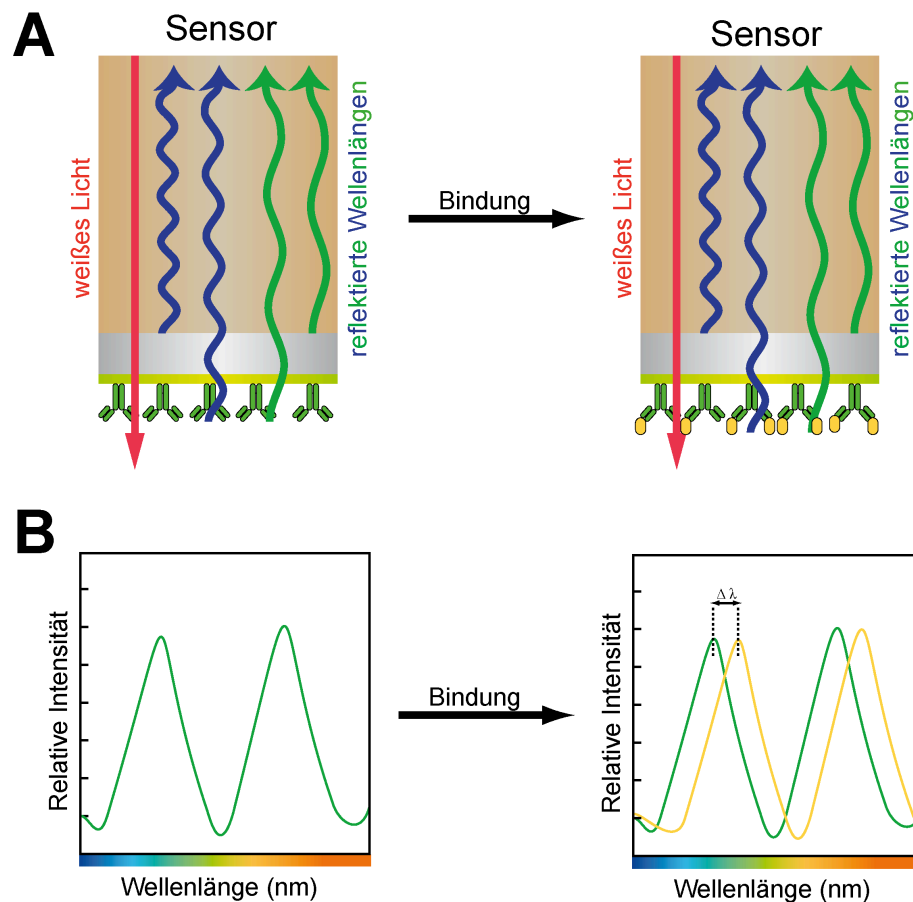 A
Sensor
weißes Licht
reflektierte Wellenlängen
Bindung
Sensor
weißes Licht
reflektierte Wellenlängen
B
Relative Intensität
Wellenlänge (nm)
Bindung
Δ λ
Relative Intensität
Wellenlänge (nm)